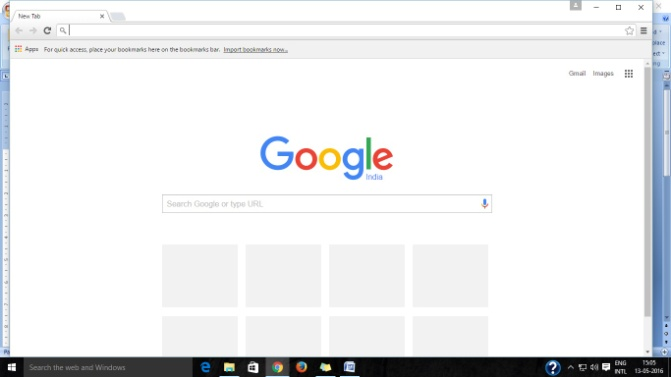 New Tab
Apps For quick access, place your bookmarks here on the bookmarks bar. Import bookmarks now...
Gmail Images
Google
India
Search Google or type URL
Search the web and Windows
ENG 15:05
INTL 13-05-2016